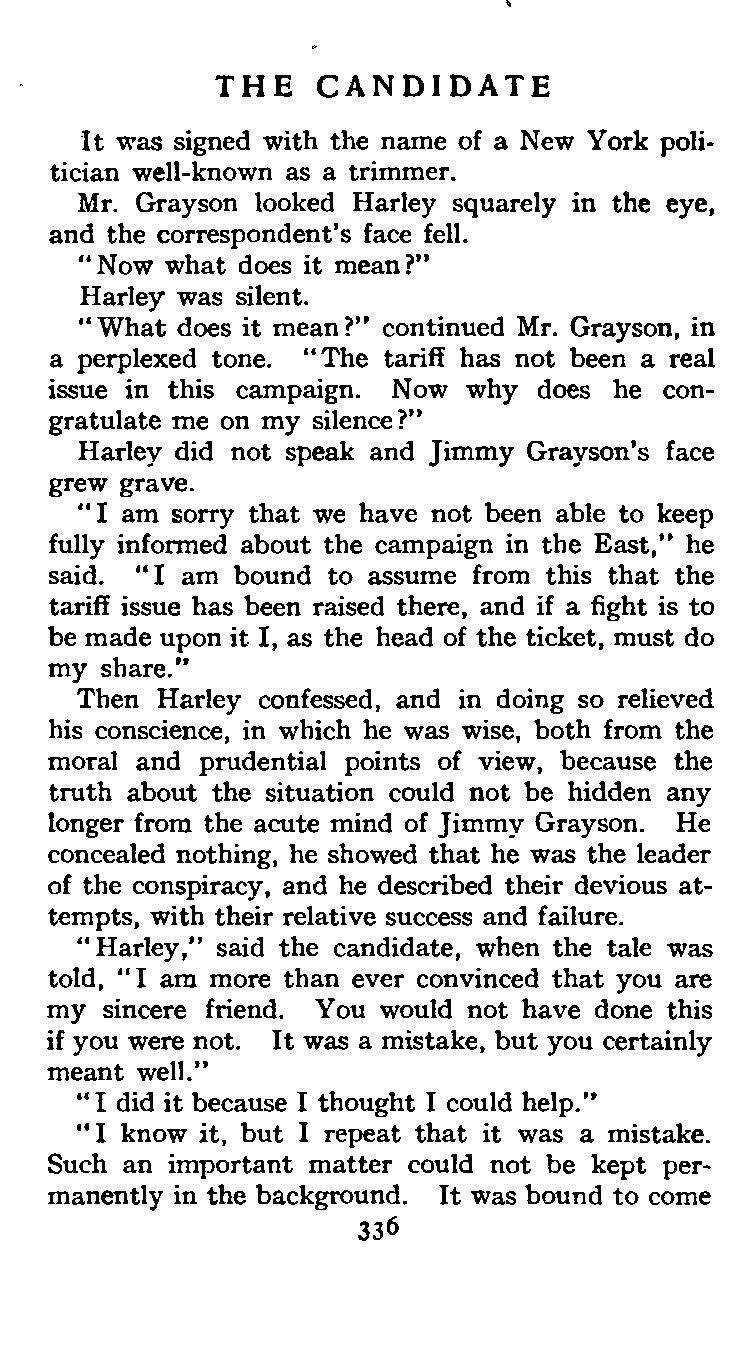 THE CANDIDATE
It was signed with the name of a New York poli-
tician well-known as a trimmer.
Mr. Grayson looked Harley squarely in the eye,
and the correspondent's face fell.
"Now what does it mean?"
Harley was silent.
"What does it mean?" continued Mr. Grayson, in
a perplexed tone. "The tariff has not been a real
issue in this campaign. Now why does he con-
gratulate me on my silence?"
Harley did not speak and Jimmy Grayson's face
grew grave.
"I am sorry that we have not been able to keep
fully informed about the campaign in the East," he
said. "I am bound to assume from this that the
tariff issue has been raised there, and if a fight is to
be made upon it I, as the head of the ticket, must do
my share."
Then Harley confessed, and in doing so relieved
his conscience, in which he was wise, both from the
moral and prudential points of view, because the
truth about the situation could not be hidden any
longer from the acute mind of Jimmy Grayson. He
concealed nothing, he showed that he was the leader
of the conspiracy, and he described their devious at-
tempts, with their relative success and failure.
"Harley," said the candidate, when the tale was
told, "I am more than ever convinced that you are
my sincere friend. You would not have done this
if you were not. It was a mistake, but you certainly
meant well."
"I did it because I thought I could help."
"I know it, but I repeat that it was a mistake.
Such an important matter could not be kept per-
manently in the background. It was bound to come
336